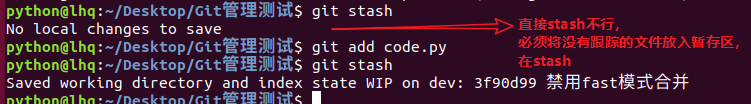 python@lhq:~/Desktop/Git管理测试$ git stash
No local changes to save
python@lhq:~/Desktop/Git管理测试$ git add code.py
python@lhq:~/Desktop/Git管理测试$ git stash
Saved working directory and index state WIP on dev: 3f90d99 禁用fast模式合并
python@lhq:~/Desktop/Git管理测试$
直接stash不行,
必须将没有跟踪的文件放入暂存区,
在stash